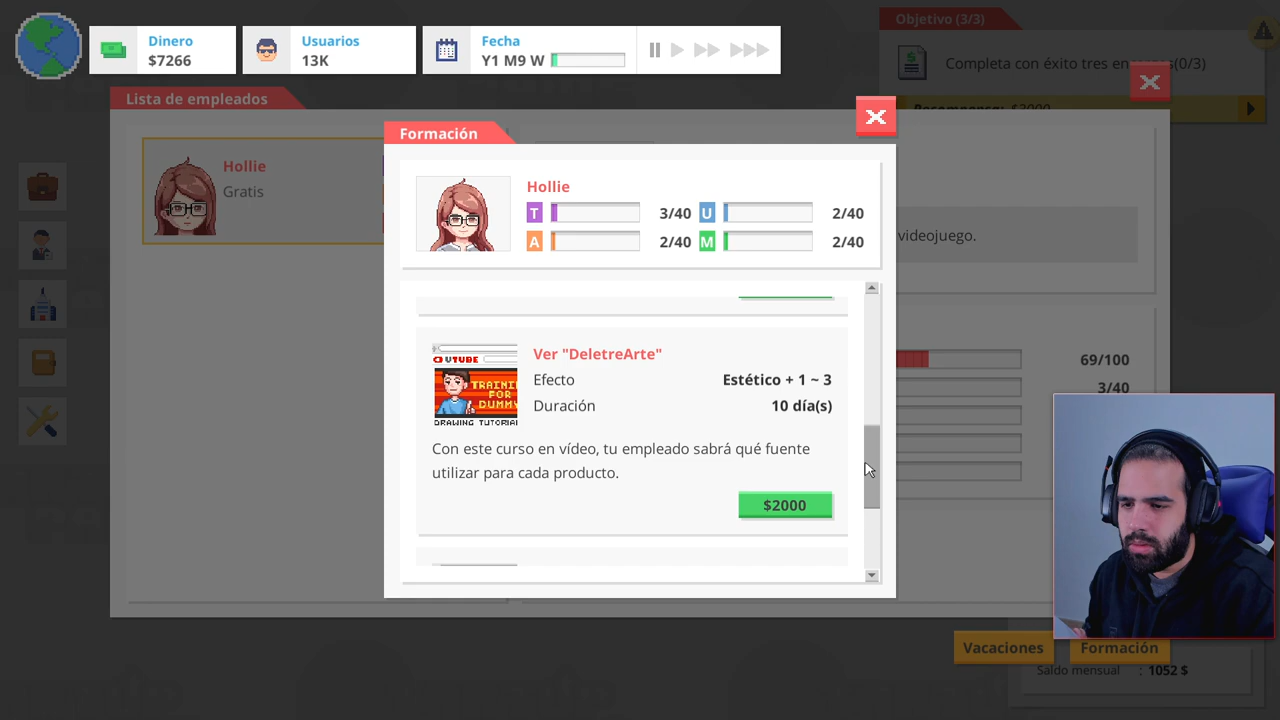 Dinero
$7266
Usuarios
13K
Fecha
Y1 M9 W
Objetivo (3/3)
Completa con éxito tres en
(0/3)
$3000
Lista de empleados
Hollie
Gratis
Formación
Hollie
T 3/40 U 2/40
A 2/40 M 2/40
videojuego.
UTUBE
DRAWING TUTORIA
Ver "DeletreArte"
Efecto Estético + 1 ~ 3
Duración 10 día(s)
Con este curso en vídeo, tu empleado sabrá qué fuente
utilizar para cada producto.
$2000
69/100
3/40
Vacaciones
Formación
Saldo mensual : 1052 $